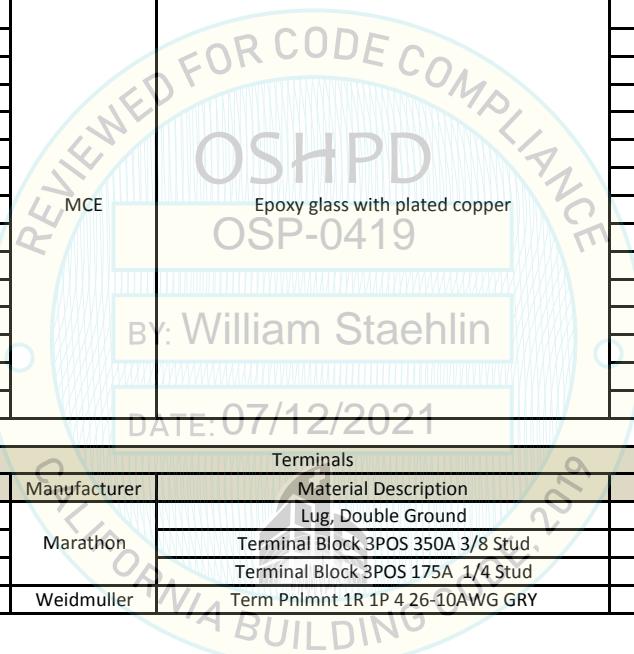 REVIEWED FOR CODE COMPLIANCE
OSHPD
MCE Epoxy glass with plated copper
OSP-0419
BY: William Staehlin
DATE: 07/12/2021
Terminals
Manufacturer Material Description
Lug, Double Ground
Marathon Terminal Block 3POS 350A 3/8 Stud
Terminal Block 3POS 175A 1/4 Stud
Weidmuller Term Pnlmnt 1R 1P 4 26-10AWG GRY
CALIFORNIA BUILDING CODE, 2019